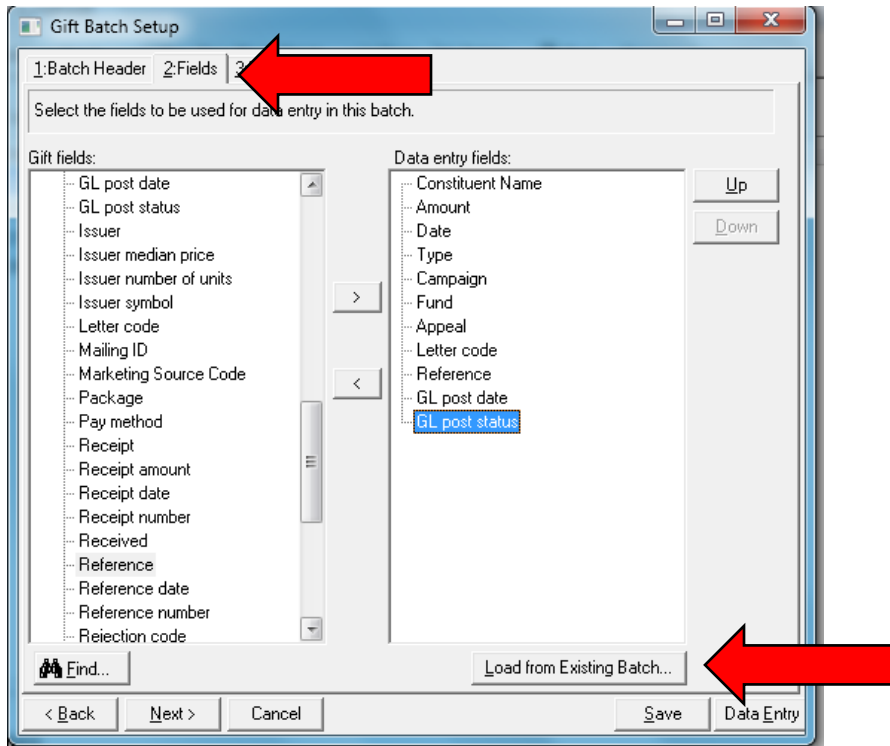 Gift Batch Setup
1:Batch Header 2:Fields 3
Select the fields to be used for data entry in this batch.
Gift fields:
GL post date
GL post status
Issuer
Issuer median price
Issuer number of units
Issuer symbol
Letter code
Mailing ID
Marketing Source Code
Package
Pay method
Receipt
Receipt amount
Receipt date
Receipt number
Received
Reference
Reference date
Reference number
Rejection code
>
<
Data entry fields:
Constituent Name
Amount
Date
Type
Campaign
Fund
Appeal
Letter code
Reference
GL post date
GL post status
Up
Down
Find...
Load from Existing Batch...
< Back Next > Cancel Save Data Entry